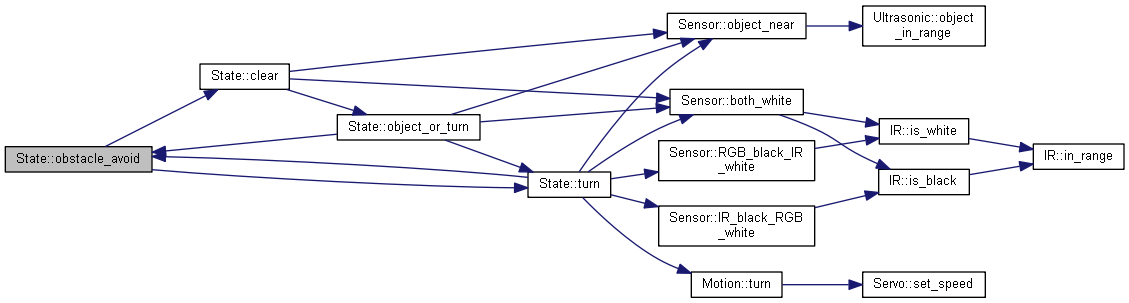 State::obstacle_avoid
State::clear
State::object_or_turn
State::turn
Sensor::object_near
Sensor::both_white
Sensor::RGB_black_IR
_white
Sensor::IR_black_RGB
_white
Motion::turn
Ultrasonic::object
_in_range
IR::is_white
IR::is_black
Servo::set_speed
IR::in_range